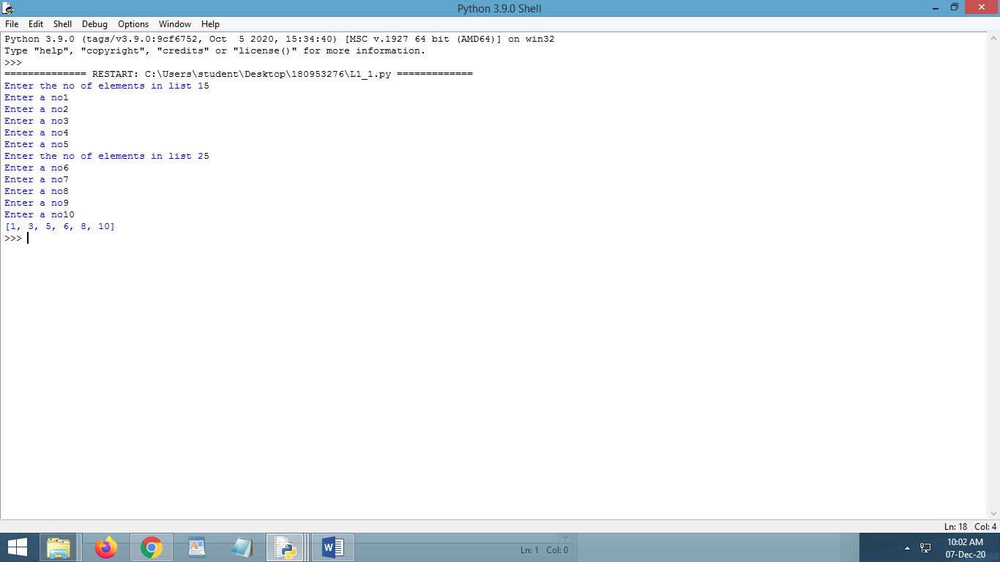 Python 3.9.0 Shell
File Edit Shell Debug Options Window Help
Python 3.9.0 (tags/v3.9.0:9cf6752, Oct  5 2020, 15:34:40) [MSC v.1927 64 bit (AMD64)] on win32
Type "help", "copyright", "credits" or "license()" for more information.
>>>
============== RESTART: C:\Users\student\Desktop\180953276\L1_1.py =============
Enter the no of elements in list 15
Enter a no1
Enter a no2
Enter a no3
Enter a no4
Enter a no5
Enter the no of elements in list 25
Enter a no6
Enter a no7
Enter a no8
Enter a no9
Enter a no10
[1, 3, 5, 6, 8, 10]
>>>
Ln: 18 Col: 4
Ln: 1 Col: 0
10:02 AM
07-Dec-20